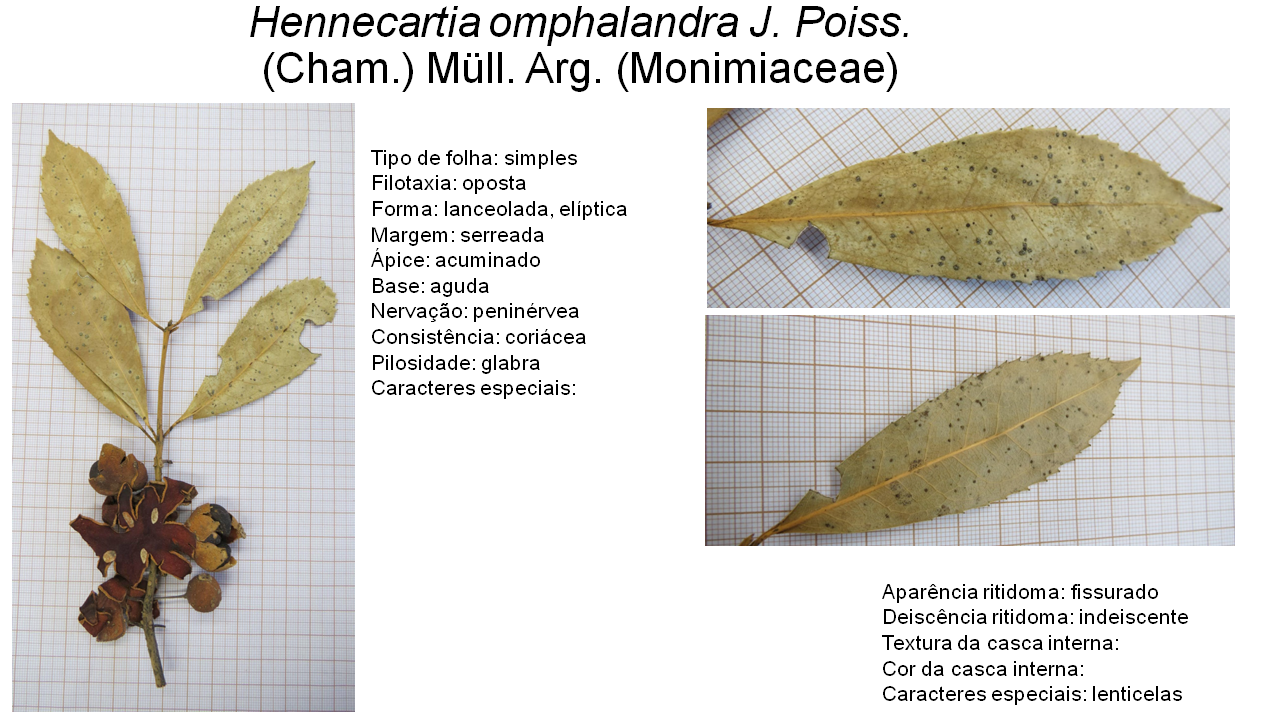 Hennecartia omphalandra J. Poiss.
(Cham.) Müll. Arg. (Monimiaceae)
Tipo de folha: simples
Filotaxia: oposta
Forma: lanceolada, elíptica
Margem: serreada
Ápice: acuminado
Base: aguda
Nervação: peninérvea
Consistência: coriácea
Pilosidade: glabra
Caracteres especiais:
Aparência ritidoma: fissurado
Deiscência ritidoma: indeiscente
Textura da casca interna:
Cor da casca interna:
Caracteres especiais: lenticelas